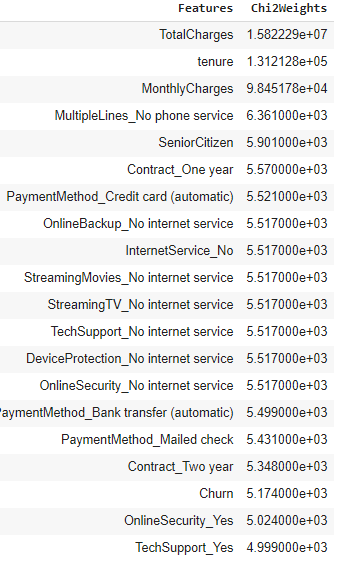 Features Chi2Weights
TotalCharges 1.582229e+07
tenure 1.312128e+05
MonthlyCharges 9.845178e+04
MultipleLines_No phone service 6.361000e+03
SeniorCitizen 5.901000e+03
Contract_One year 5.570000e+03
PaymentMethod_Credit card (automatic) 5.521000e+03
OnlineBackup_No internet service 5.517000e+03
InternetService_No 5.517000e+03
StreamingMovies_No internet service 5.517000e+03
StreamingTV_No internet service 5.517000e+03
TechSupport_No internet service 5.517000e+03
DeviceProtection_No internet service 5.517000e+03
OnlineSecurity_No internet service 5.517000e+03
PaymentMethod_Bank transfer (automatic) 5.499000e+03
PaymentMethod_Mailed check 5.431000e+03
Contract_Two year 5.348000e+03
Churn 5.174000e+03
OnlineSecurity_Yes 5.024000e+03
TechSupport_Yes 4.999000e+03